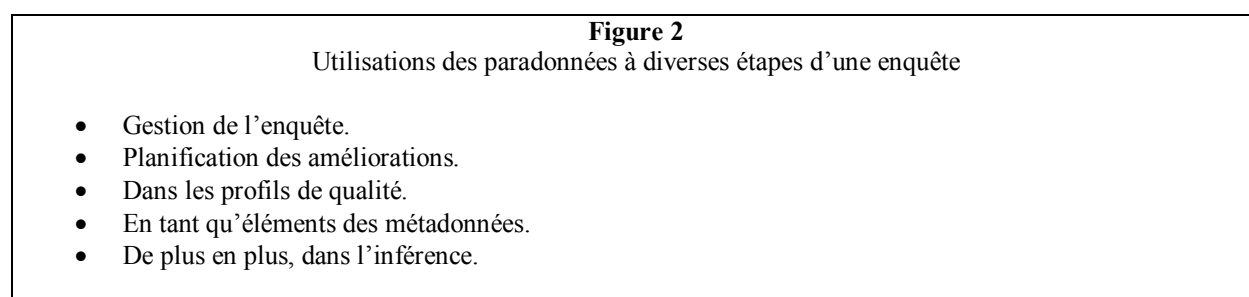 Figure 2
Utilisations des paradonnées à diverses étapes d’une enquête
• Gestion de l’enquête.
• Planification des améliorations.
• Dans les profils de qualité.
• En tant qu’éléments des métadonnées.
• De plus en plus, dans l’inférence.